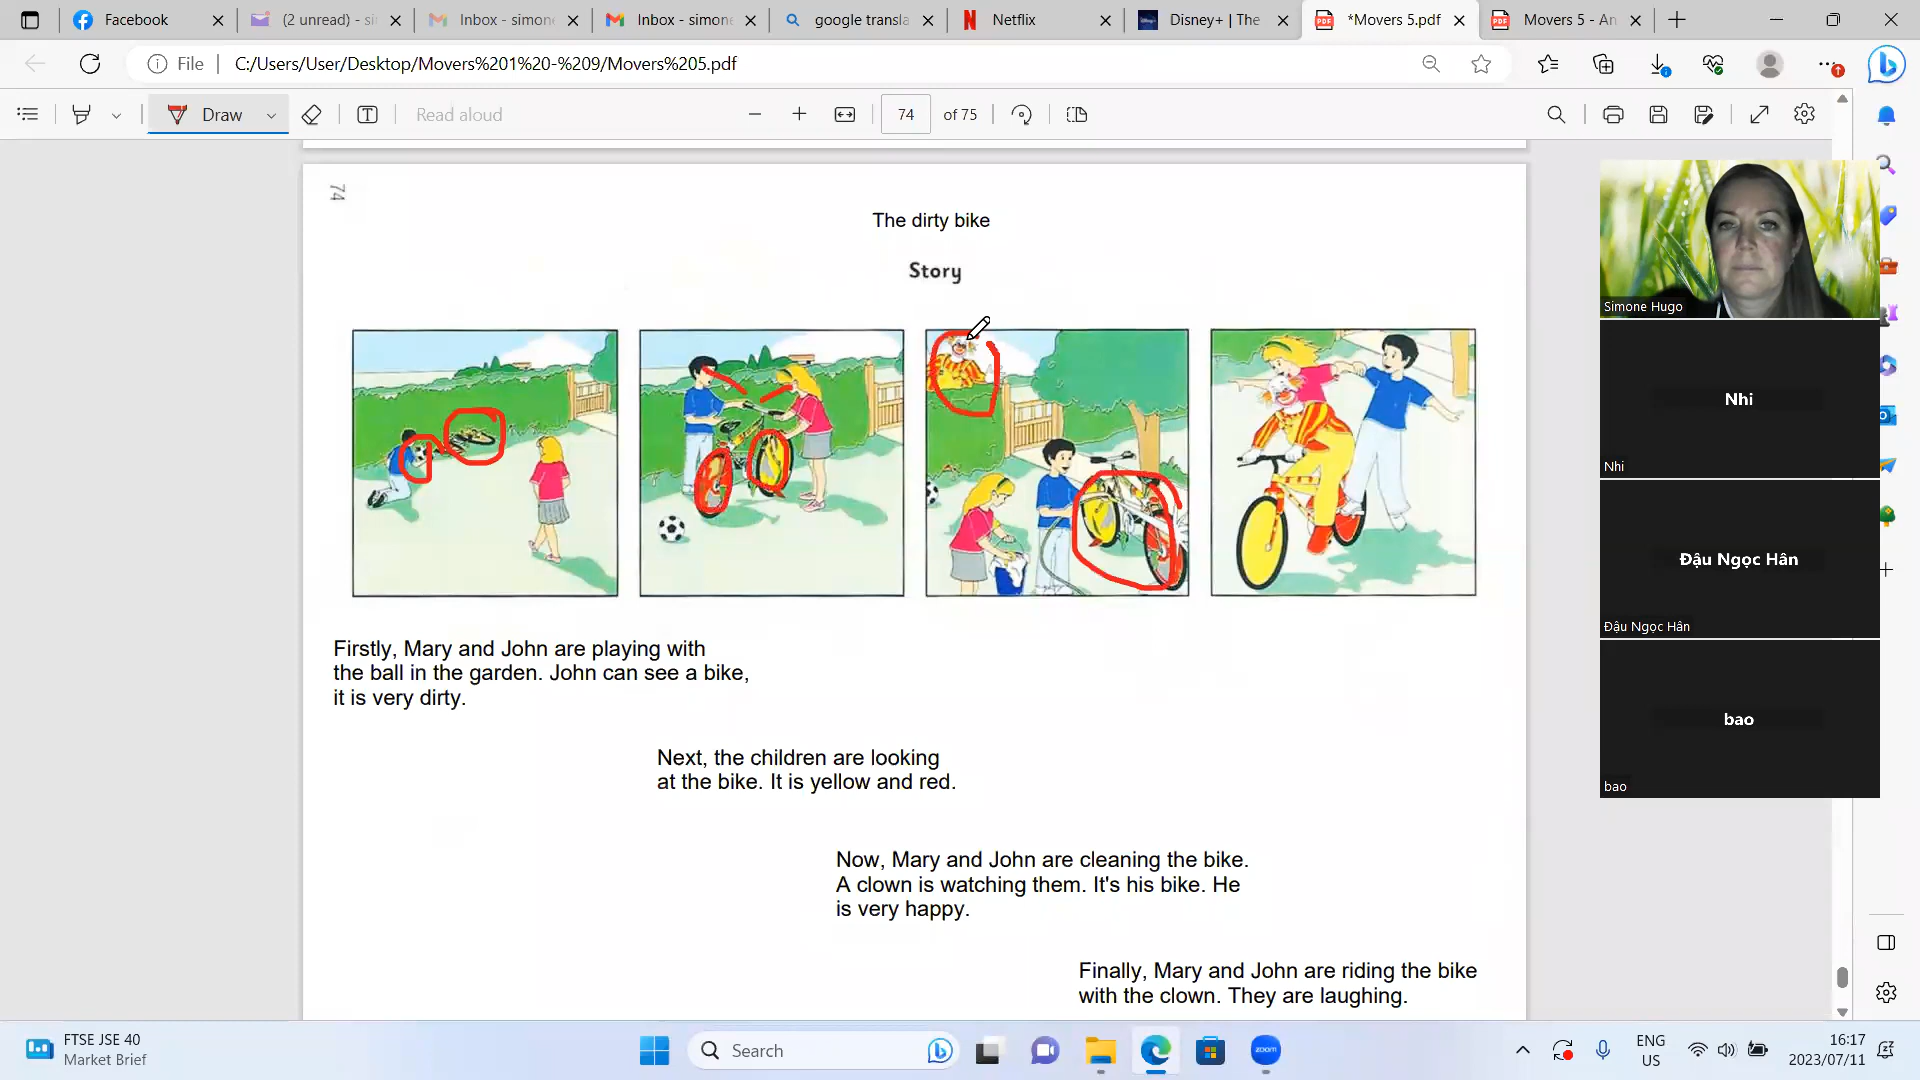 Facebook
(2 unread) - si
Inbox - simone
Inbox - simone
google transla
Netflix
Disney+ | The
*Movers 5.pdf
Movers 5 - An
File
C:/Users/User/Desktop/Movers%201%20-%209/Movers%205.pdf
Draw
Read aloud
74
of 75
74
The dirty bike
Story
Firstly, Mary and John are playing with
the ball in the garden. John can see a bike,
it is very dirty.
Next, the children are looking
at the bike. It is yellow and red.
Now, Mary and John are cleaning the bike.
A clown is watching them. It's his bike. He
is very happy.
Finally, Mary and John are riding the bike
with the clown. They are laughing.
Simone Hugo
Nhi
Nhi
Đậu Ngọc Hân
Đậu Ngọc Hân
bao
bao
FTSE JSE 40
Market Brief
Search
zoom
ENG
US
16:17
2023/07/11